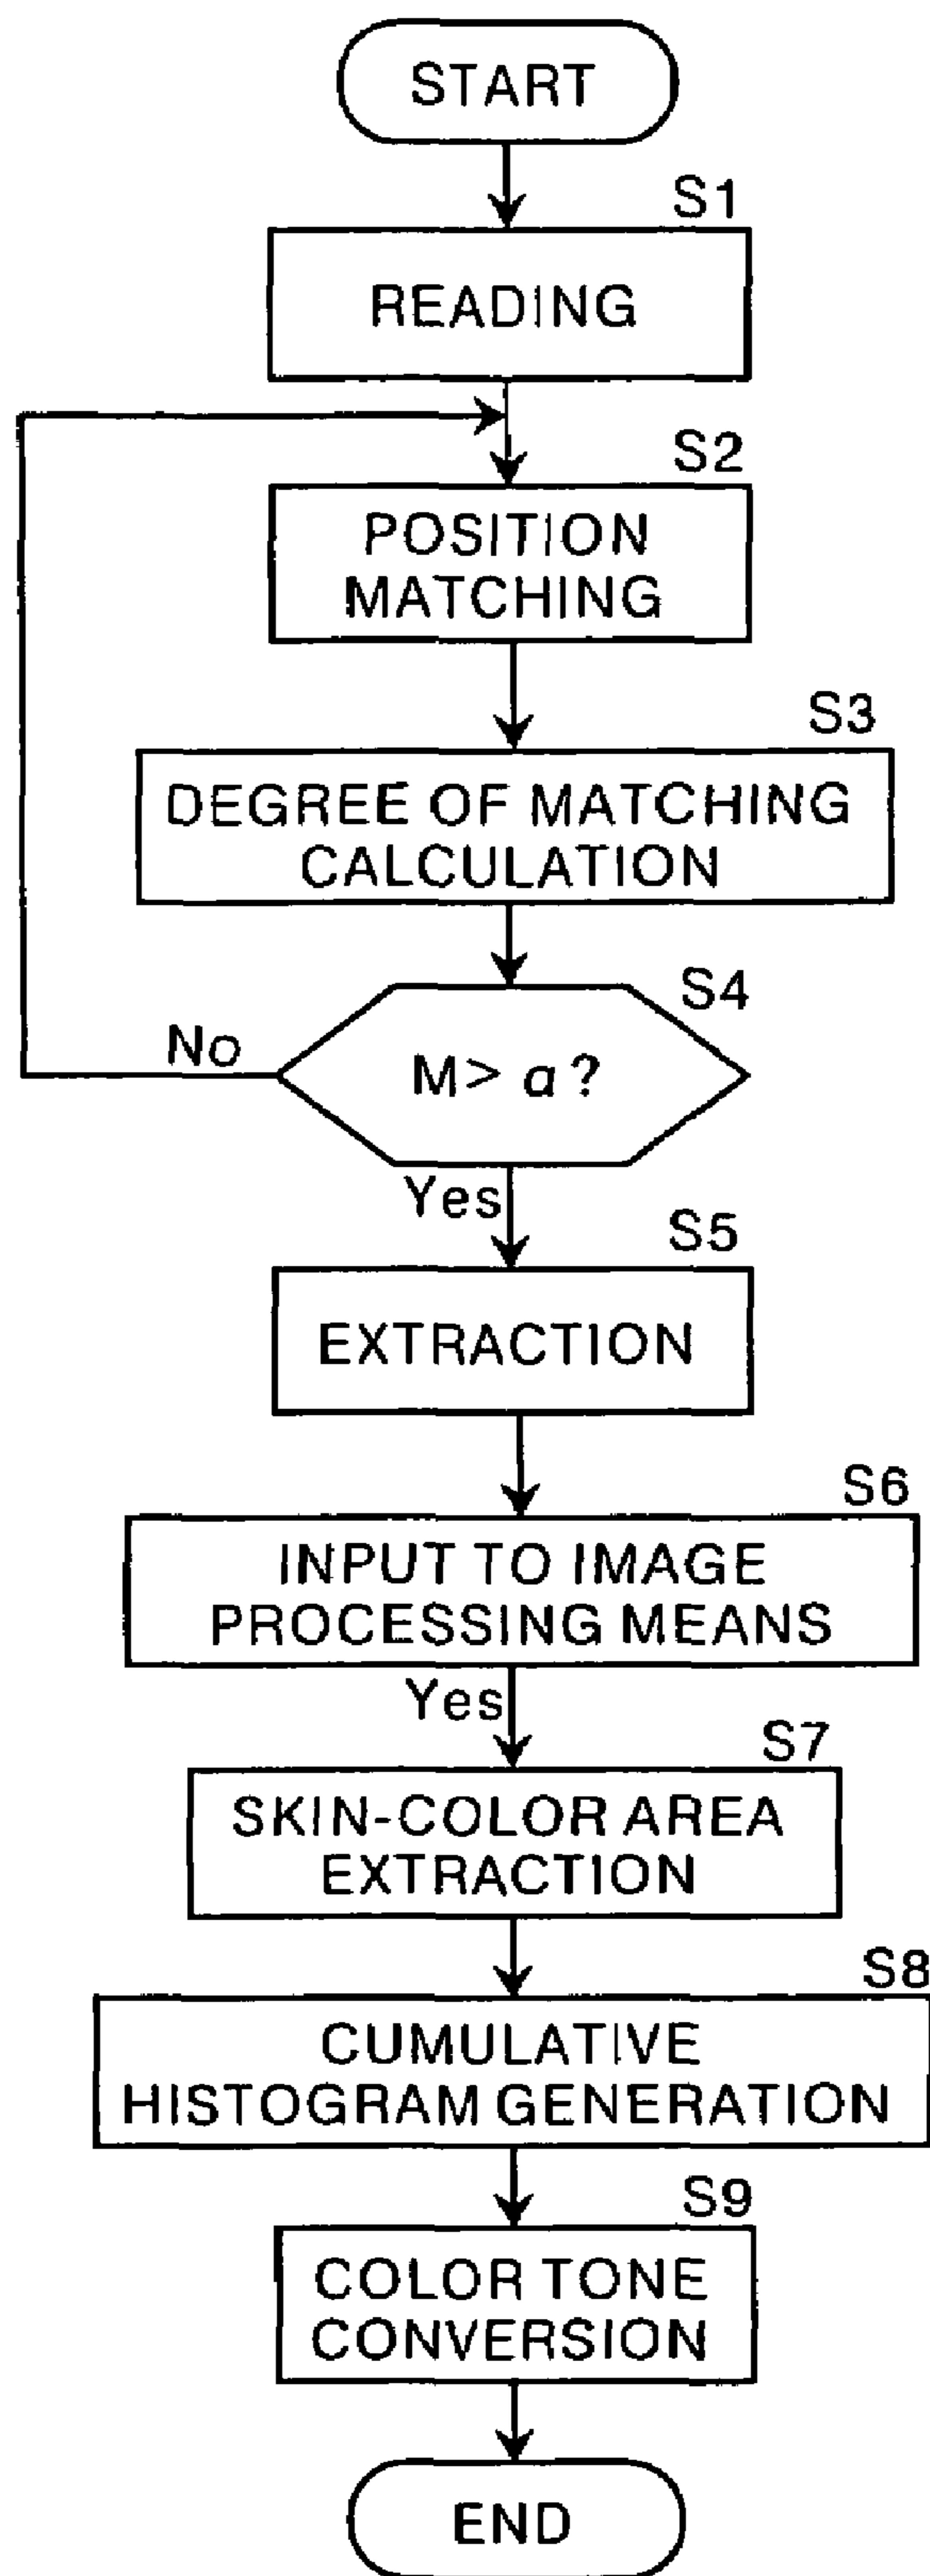 START
S1
READING
S2
POSITION
MATCHING
S3
DEGREE OF MATCHING
CALCULATION
S4
No
M> α ?
Yes
S5
EXTRACTION
S6
INPUT TO IMAGE
PROCESSING MEANS
Yes
S7
SKIN-COLOR AREA
EXTRACTION
S8
CUMULATIVE
HISTOGRAM GENERATION
S9
COLOR TONE
CONVERSION
END